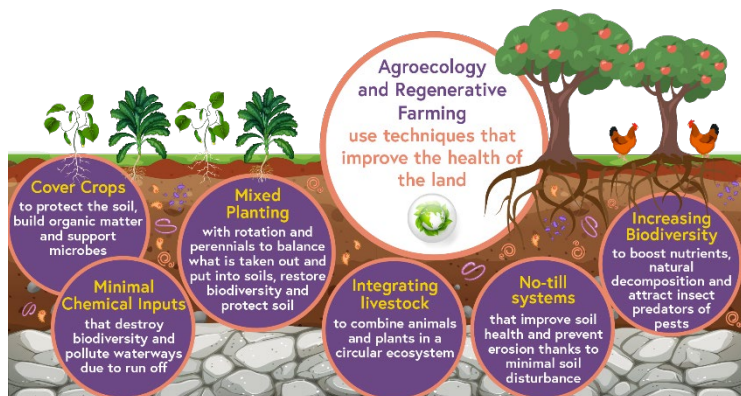 Agroecology
and Regenerative
Farming
use techniques that
improve the health of
the land
Cover Crops
to protect the soil,
build organic matter
and support
microbes
Minimal
Chemical Inputs
that destroy
biodiversity and
pollute waterways
due to run off
Mixed
Planting
with rotation and
perennials to balance
what is taken out and
put into soils, restore
biodiversity and
protect soil
Integrating
livestock
to combine animals
and plants in a
circular ecosystem
No-till
systems
that improve soil
health and prevent
erosion thanks to
minimal soil
disturbance
Increasing
Biodiversity
to boost nutrients,
natural
decomposition and
attract insect
predators of
pests